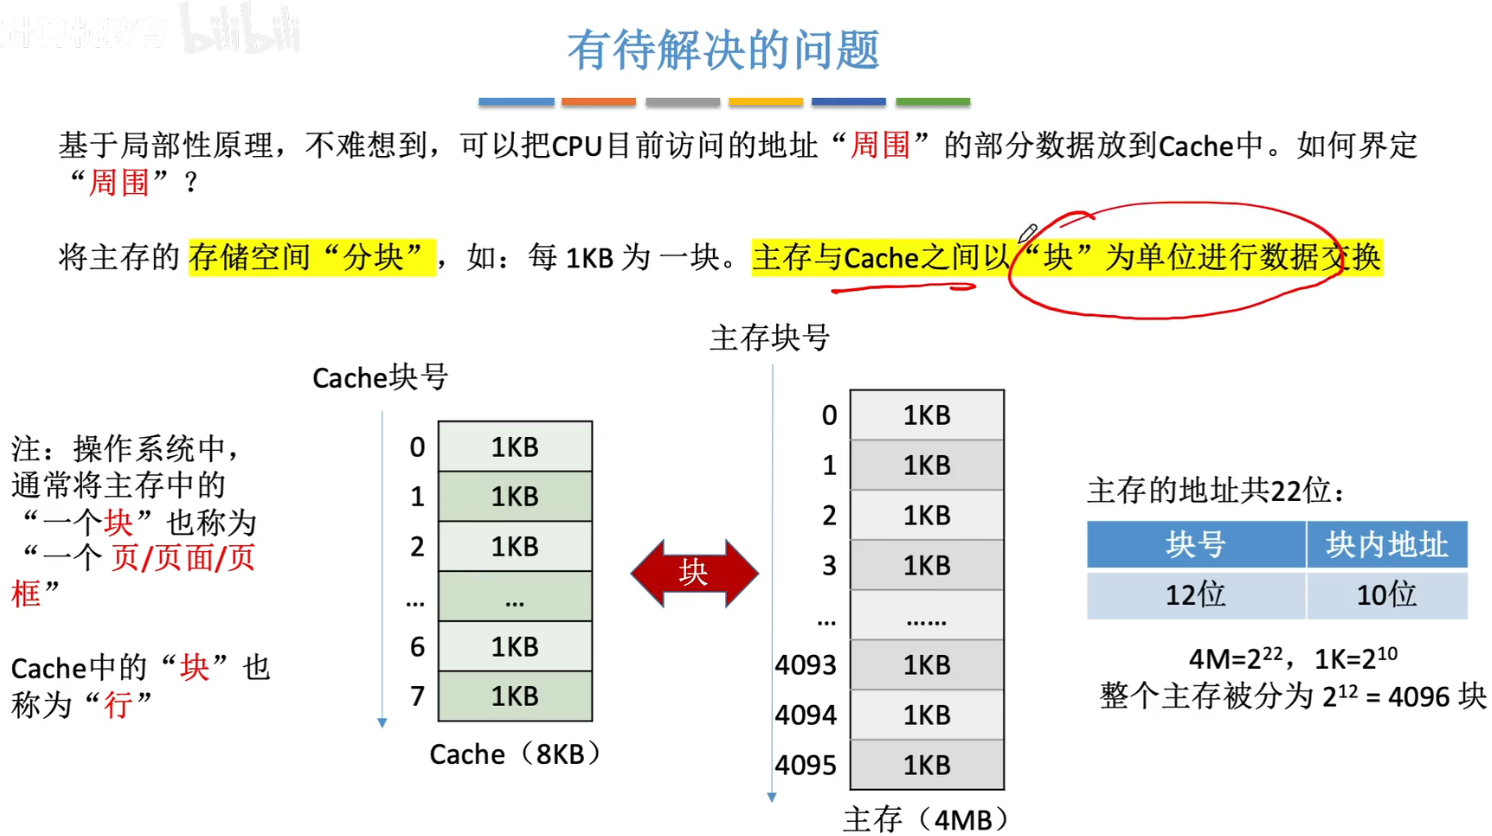 计算机教育 bilibili
有待解决的问题
基于局部性原理，不难想到，可以把CPU目前访问的地址“周围”的部分数据放到Cache中。如何界定
“周围”？
将主存的 存储空间“分块”，如：每 1KB 为 一块。主存与Cache之间以“块”为单位进行数据交换
主存块号
Cache块号
注：操作系统中，
通常将主存中的
“一个块”也称为
“一个 页/页面/页
框”
Cache中的“块”也
称为“行”
0 1KB
1 1KB
2 1KB
... ...
6 1KB
7 1KB
Cache（8KB）
块
0 1KB
1 1KB
2 1KB
3 1KB
... ......
4093 1KB
4094 1KB
4095 1KB
主存（4MB）
主存的地址共22位：
块号 块内地址
12位 10位
4M=2²²，1K=2¹⁰
整个主存被分为 2¹² = 4096 块